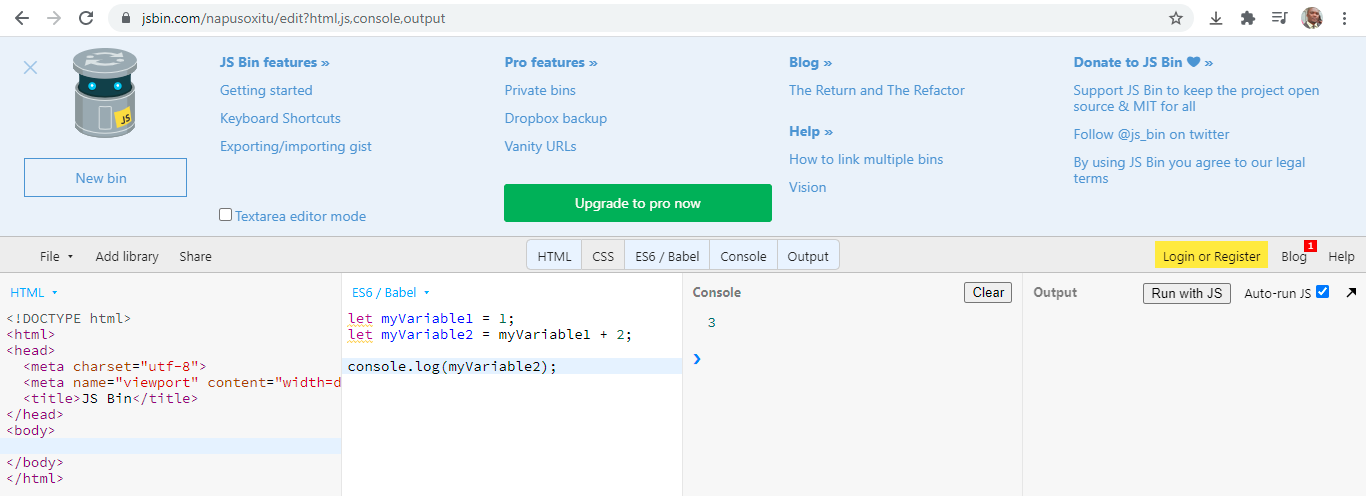 jsbin.com/napusoxitu/edit?html,js,console,output
JS Bin features »
Getting started
Keyboard Shortcuts
Exporting/importing gist
Pro features »
Private bins
Dropbox backup
Vanity URLs
Blog »
The Return and The Refactor
Help »
How to link multiple bins
Vision
Donate to JS Bin ♥ »
Support JS Bin to keep the project open
source & MIT for all
Follow @js_bin on twitter
By using JS Bin you agree to our legal
terms
JS
New bin
Textarea editor mode
Upgrade to pro now
File Add library Share HTML CSS ES6 / Babel Console Output Login or Register Blog 1 Help
HTML
<!DOCTYPE html>
<html>
<head>
<meta charset="utf-8">
<meta name="viewport" content="width=d
<title>JS Bin</title>
</head>
<body>
</body>
</html>
ES6 / Babel
let myVariable1 = 1;
let myVariable2 = myVariable1 + 2;
console.log(myVariable2);
Console Clear
3
Output Run with JS Auto-run JS